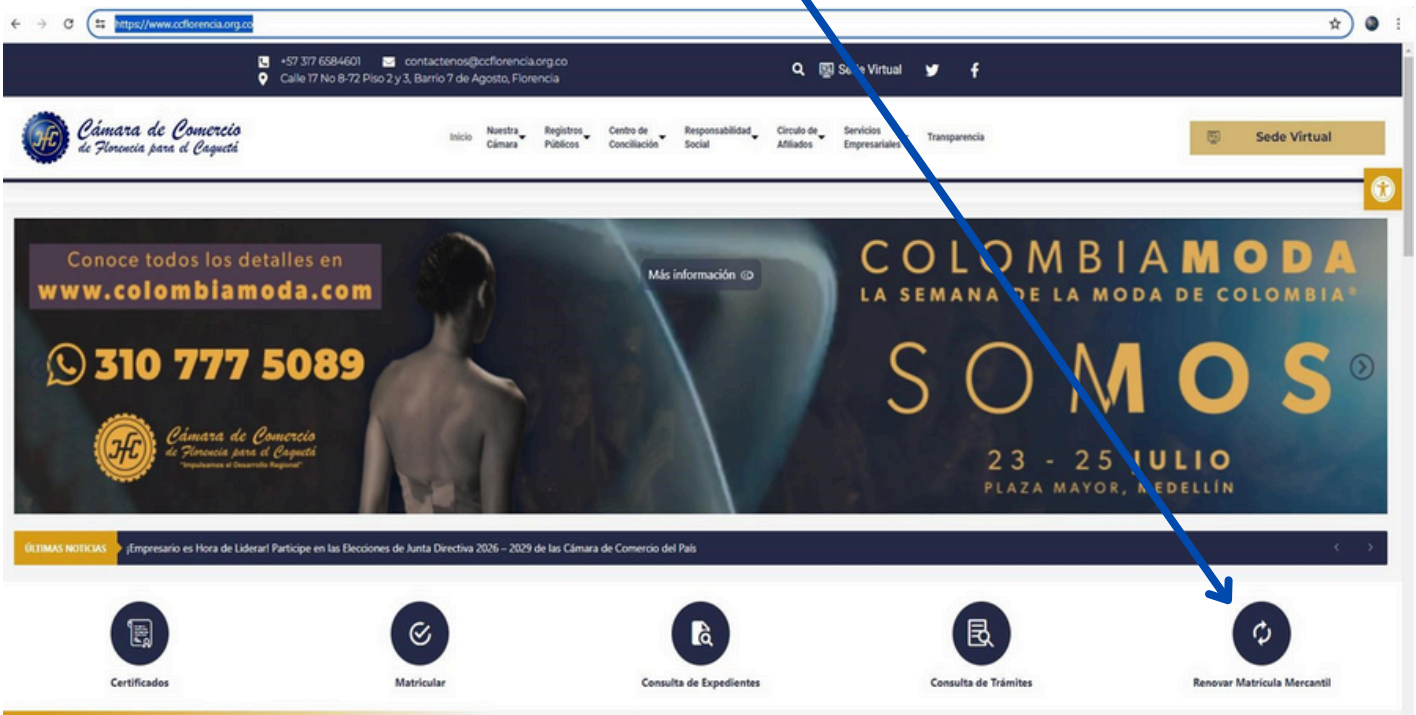 https://www.ccflorencia.org.co
+57 317 6584601 contactenos@ccflorencia.org.co
Calle 17 No 8-72 Piso 2 y 3, Barrio 7 de Agosto, Florencia
Sede Virtual
Cámara de Comercio
de Florencia para el Caquetá
Inicio
Nuestra
Cámara
Registros
Públicos
Centro de
Conciliación
Responsabilidad
Social
Circulo de
Afiliados
Servicios
Empresariales
Transparencia
Sede Virtual
Conoce todos los detalles en
www.colombiamoda.com
310 777 5089
Cámara de Comercio
de Florencia para el Caquetá
"Impulsamos el Desarrollo Regional"
Más información
COLOMBIAMODA
LA SEMANA DE LA MODA DE COLOMBIA®
SOMOS
23 - 25 JULIO
PLAZA MAYOR, MEDELLÍN
ÚLTIMAS NOTICIAS
¡Empresario es Hora de Liderar! Participe en las Elecciones de Junta Directiva 2026 – 2029 de las Cámara de Comercio del País
Certificados
Matricular
Consulta de Expedientes
Consulta de Trámites
Renovar Matrícula Mercantil